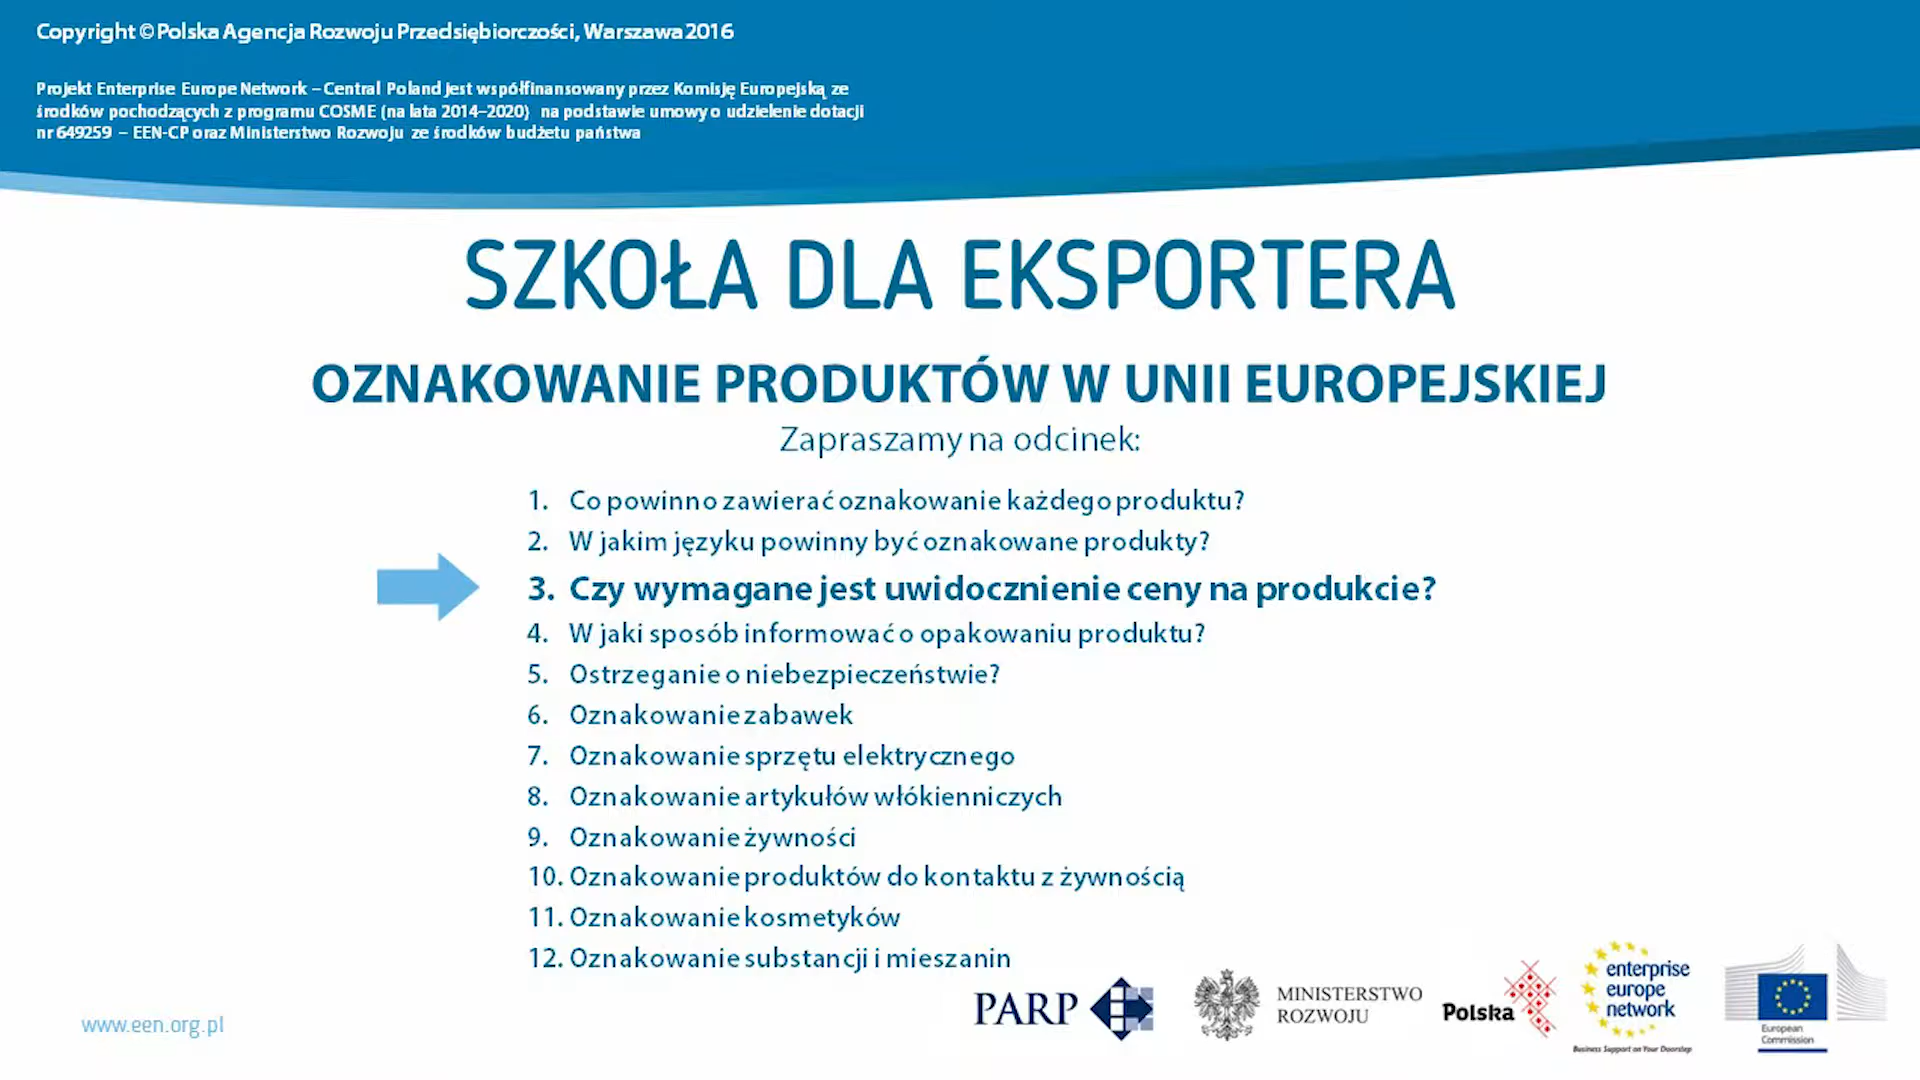 Copyright © Polska Agencja Rozwoju Przedsiębiorczości, Warszawa 2016
Projekt Enterprise Europe Network – Central Poland jest współfinansowany przez Komisję Europejską ze
środków pochodzących z programu COSME (na lata 2014–2020) na podstawie umowy o udzielenie dotacji
nr 649259 – EEN-CP oraz Ministerstwo Rozwoju ze środków budżetu państwa
SZKOŁA DLA EKSPORTERA
OZNAKOWANIE PRODUKTÓW W UNII EUROPEJSKIEJ
Zapraszamy na odcinek:
1. Co powinno zawierać oznakowanie każdego produktu?
2. W jakim języku powinny być oznakowane produkty?
3. Czy wymagane jest uwidocznienie ceny na produkcie?
4. W jaki sposób informować o opakowaniu produktu?
5. Ostrzeganie o niebezpieczeństwie?
6. Oznakowanie zabawek
7. Oznakowanie sprzętu elektrycznego
8. Oznakowanie artykułów włókienniczych
9. Oznakowanie żywności
10. Oznakowanie produktów do kontaktu z żywnością
11. Oznakowanie kosmetyków
12. Oznakowanie substancji i mieszanin
www.een.org.pl
PARP
MINISTERSTWO
ROZWOJU
Polska
enterprise
europe
network
Business Support on Your Doorstep
European
Commission